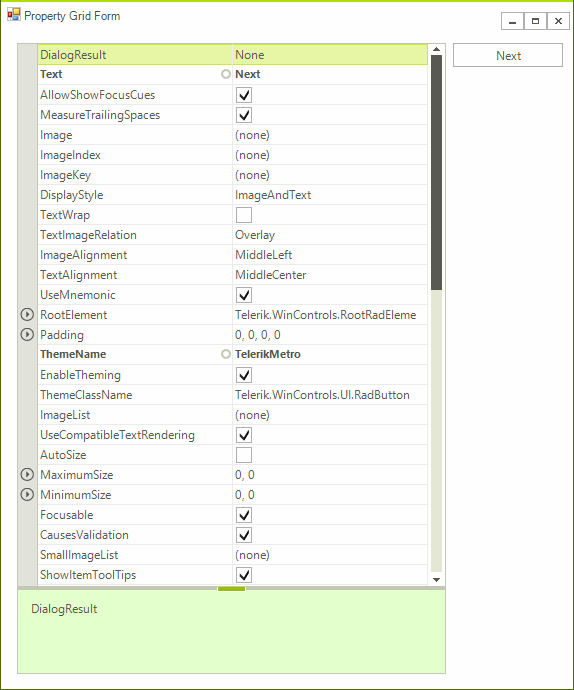 Property Grid Form
DialogResult None
Text Next
AllowShowFocusCues
MeasureTrailingSpaces
Image (none)
ImageIndex (none)
ImageKey (none)
DisplayStyle ImageAndText
TextWrap
TextImageRelation Overlay
ImageAlignment MiddleLeft
TextAlignment MiddleCenter
UseMnemonic
RootElement Telerik.WinControls.RootRadEleme
Padding 0, 0, 0, 0
ThemeName TelerikMetro
EnableTheming
ThemeClassName Telerik.WinControls.UI.RadButton
ImageList (none)
UseCompatibleTextRendering
AutoSize
MaximumSize 0, 0
MinimumSize 0, 0
Focusable
CausesValidation
SmallImageList (none)
ShowItemToolTips
DialogResult
Next